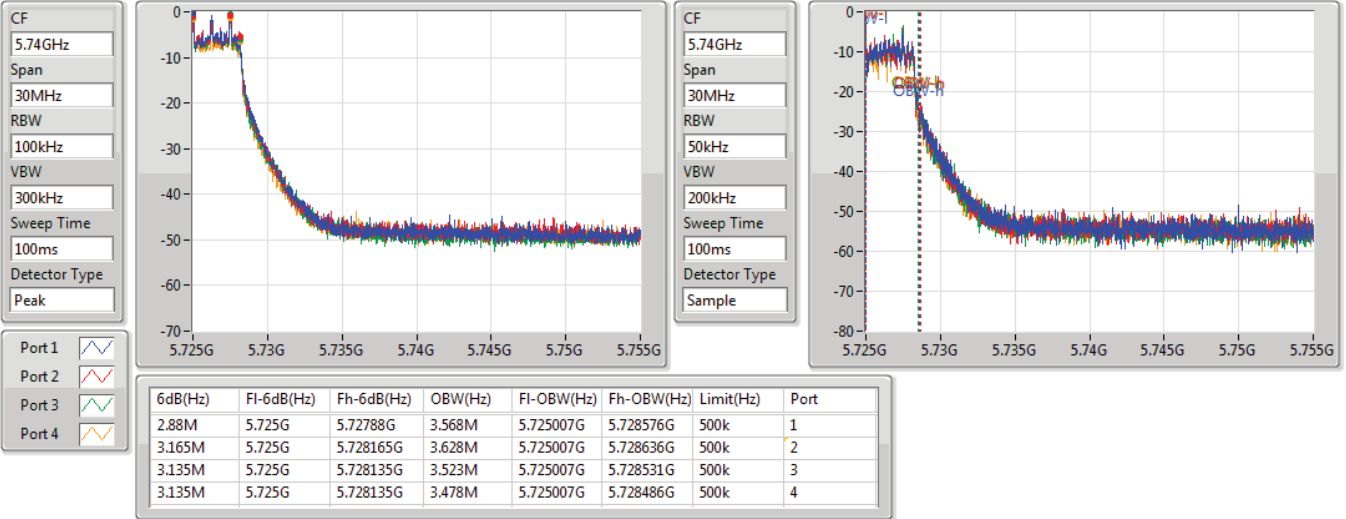 CF
5.74GHz
Span
30MHz
RBW
100kHz
VBW
300kHz
Sweep Time
100ms
Detector Type
Peak
Port 1
Port 2
Port 3
Port 4
0
-10
-20
-30
-40
-50
-60
-70
5.725G 5.73G 5.735G 5.74G 5.745G 5.75G 5.755G
CF
5.74GHz
Span
30MHz
RBW
50kHz
VBW
200kHz
Sweep Time
100ms
Detector Type
Sample
0
-10
-20
-30
-40
-50
-60
-70
-80
OBW-h
5.725G 5.73G 5.735G 5.74G 5.745G 5.75G 5.755G
6dB(Hz) Fl-6dB(Hz) Fh-6dB(Hz) OBW(Hz) Fl-OBW(Hz) Fh-OBW(Hz) Limit(Hz) Port
2.88M 5.725G 5.72788G 3.568M 5.725007G 5.728576G 500k 1
3.165M 5.725G 5.728165G 3.628M 5.725007G 5.728636G 500k 2
3.135M 5.725G 5.728135G 3.523M 5.725007G 5.728531G 500k 3
3.135M 5.725G 5.728135G 3.478M 5.725007G 5.728486G 500k 4